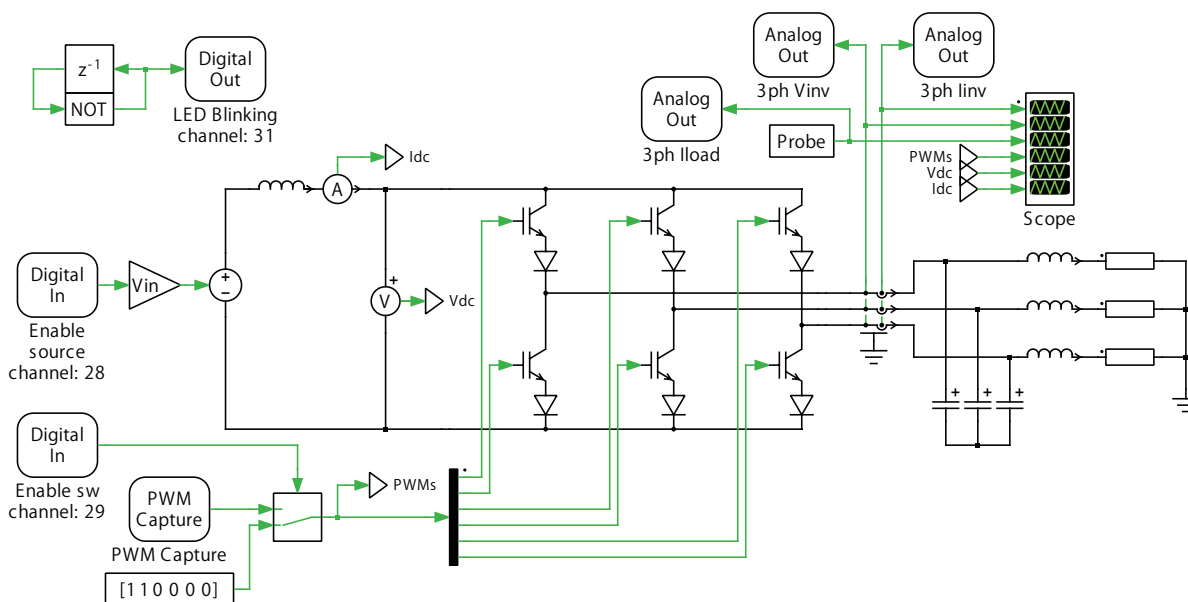 z-1
NOT
Digital
Out
LED Blinking
channel: 31
Analog
Out
3ph Vinv
Analog
Out
3ph Iinv
Analog
Out
3ph Iload
Probe
PWMs
Vdc
Idc
Scope
Idc
A
Digital
In
Enable
source
channel: 28
Vin
+
−
+
V
Vdc
+
+
+
Digital
In
Enable sw
channel: 29
PWM
Capture
PWM Capture
[1 1 0 0 0 0]
PWMs